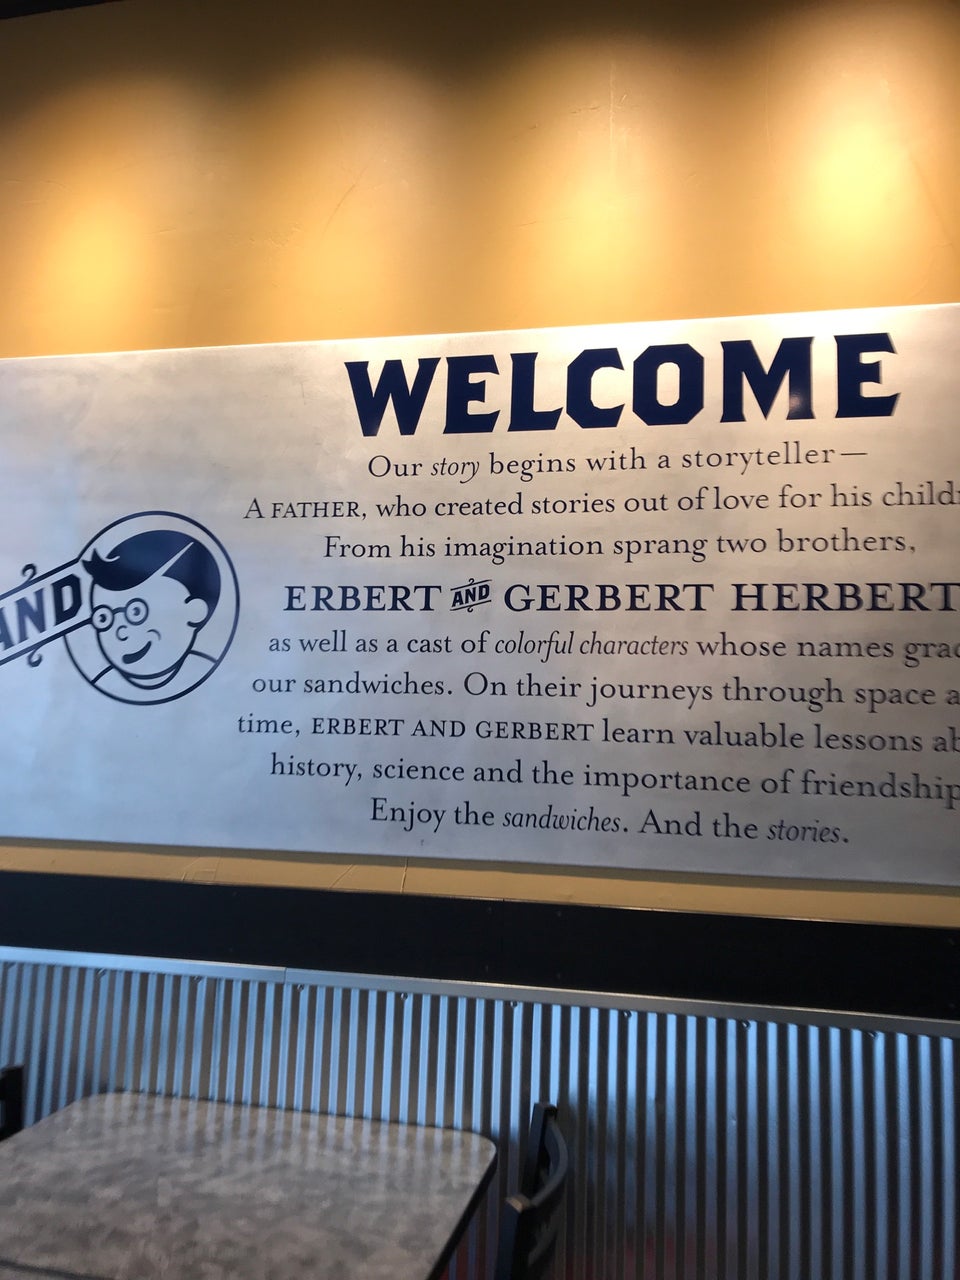 WELCOME
Our story begins with a storyteller—
A FATHER, who created stories out of love for his
From his imagination sprang two brothers,
ERBERT AND GERBERT HERBERT
as well as a cast of colorful characters whose names
our sandwiches. On their journeys through space
time, ERBERT AND GERBERT learn valuable lessons
history, science and the importance of friendship
Enjoy the sandwiches. And the stories.
AND